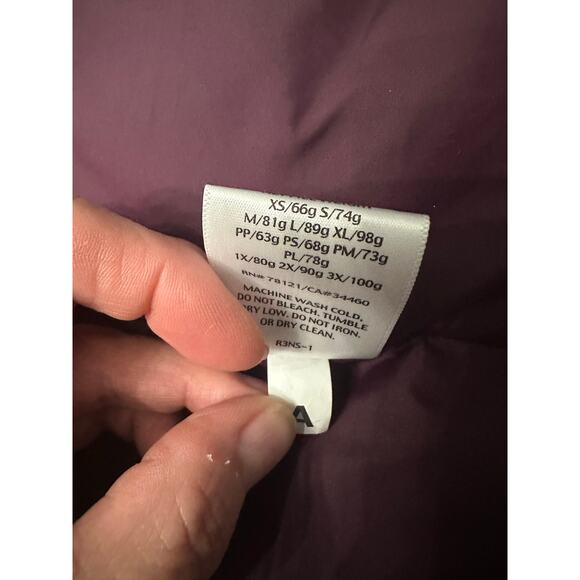 XS/66g S/74g
M/81g L/89g XL/98g
PP/63g PS/68g PM/73g
PL/78g
1X/80g 2X/90g 3X/100g
RN# 78121/CA#34460
MACHINE WASH COLD,
DO NOT BLEACH. TUMBLE
DRY LOW. DO NOT IRON.
OR DRY CLEAN.
R3NS-1
A